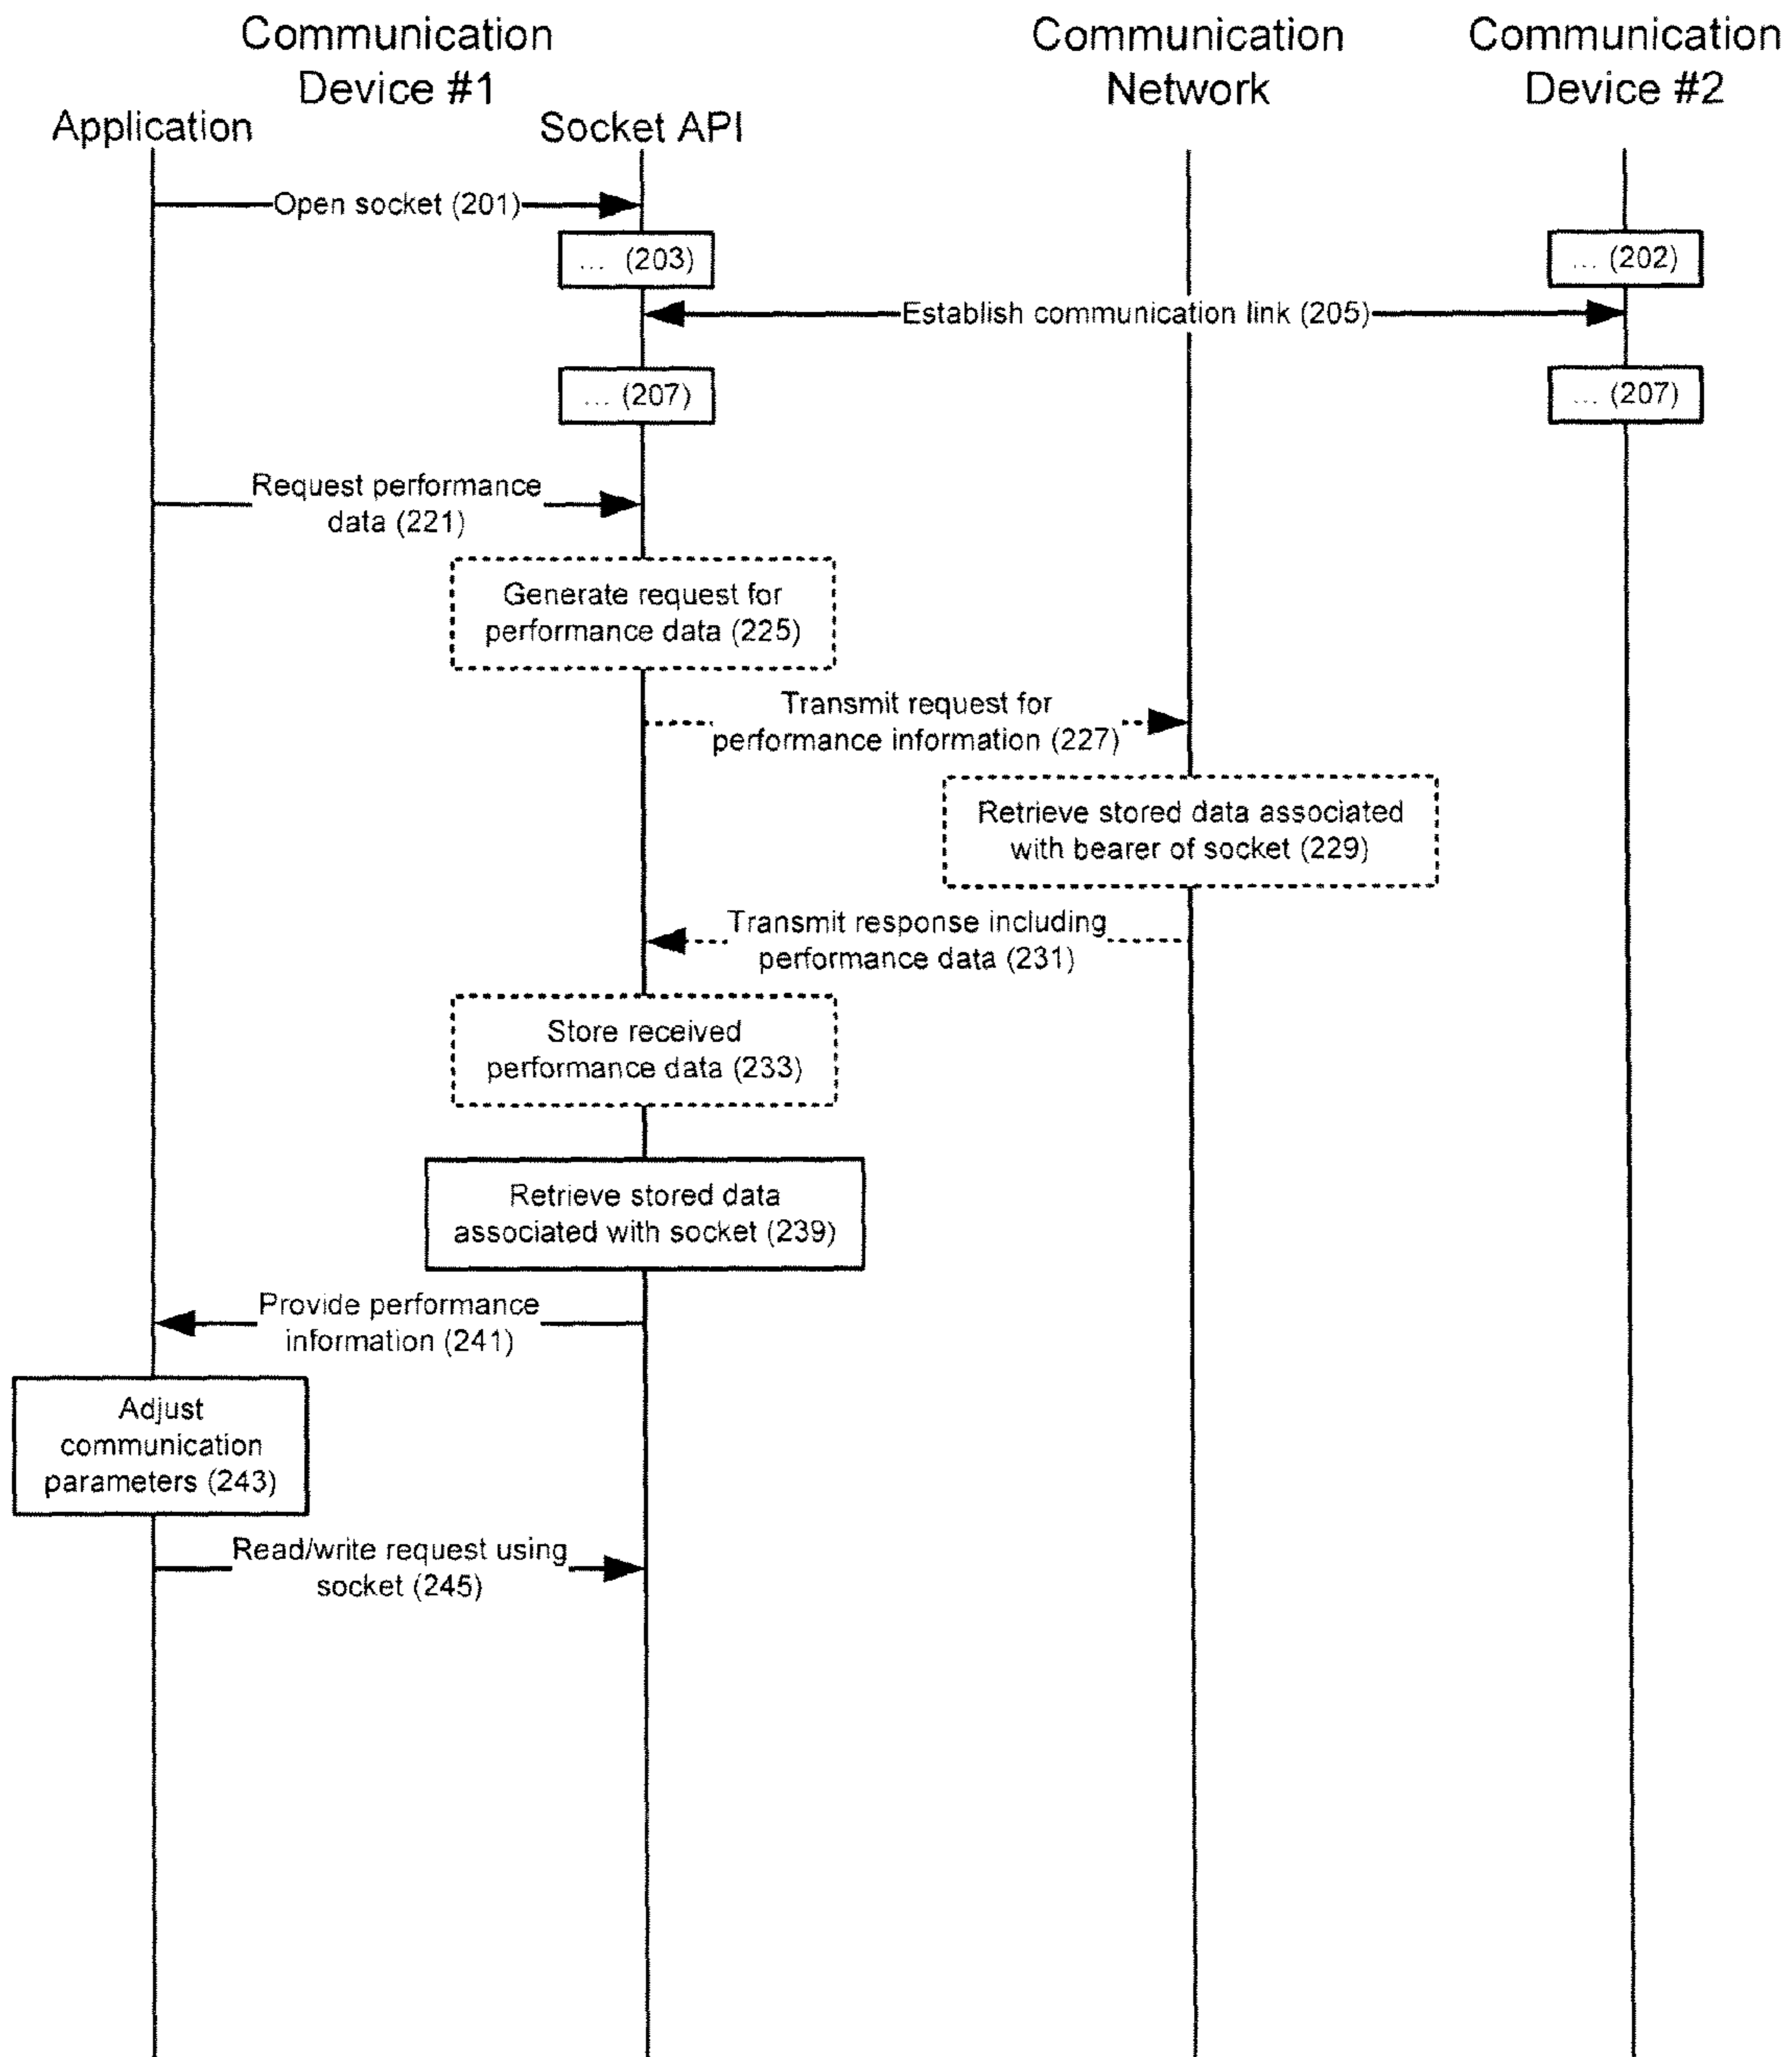 Communication
Device #1
Communication
Network
Communication
Device #2
Application
Socket API
Open socket (201)
... (203)
... (202)
Establish communication link (205)
... (207)
... (207)
Request performance
data (221)
Generate request for
performance data (225)
Transmit request for
performance information (227)
Retrieve stored data associated
with bearer of socket (229)
Transmit response including
performance data (231)
Store received
performance data (233)
Retrieve stored data
associated with socket (239)
Provide performance
information (241)
Adjust
communication
parameters (243)
Read/write request using
socket (245)